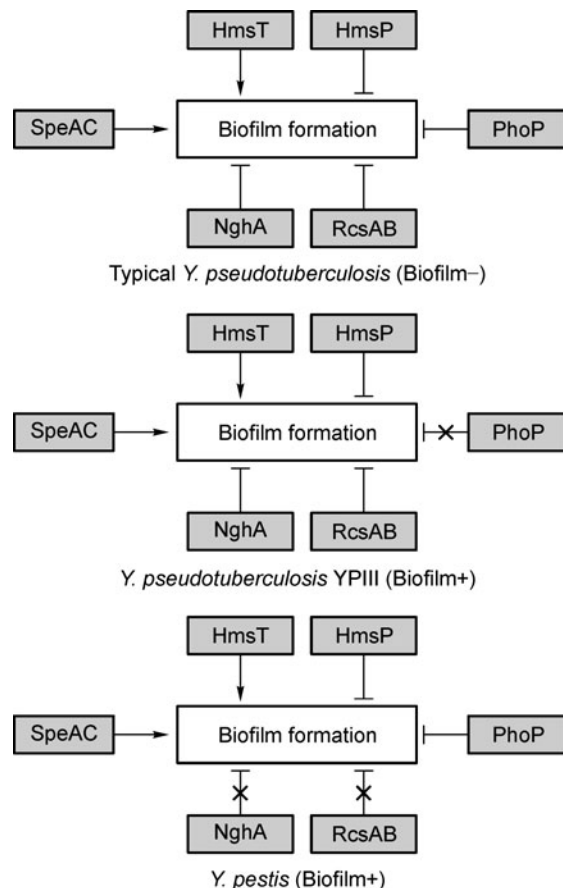 HmsT HmsP
SpeAC Biofilm formation PhoP
NghA RcsAB
Typical Y. pseudotuberculosis (Biofilm−)
HmsT HmsP
SpeAC Biofilm formation PhoP
NghA RcsAB
Y. pseudotuberculosis YPIII (Biofilm+)
HmsT HmsP
SpeAC Biofilm formation PhoP
NghA RcsAB
Y. pestis (Biofilm+)